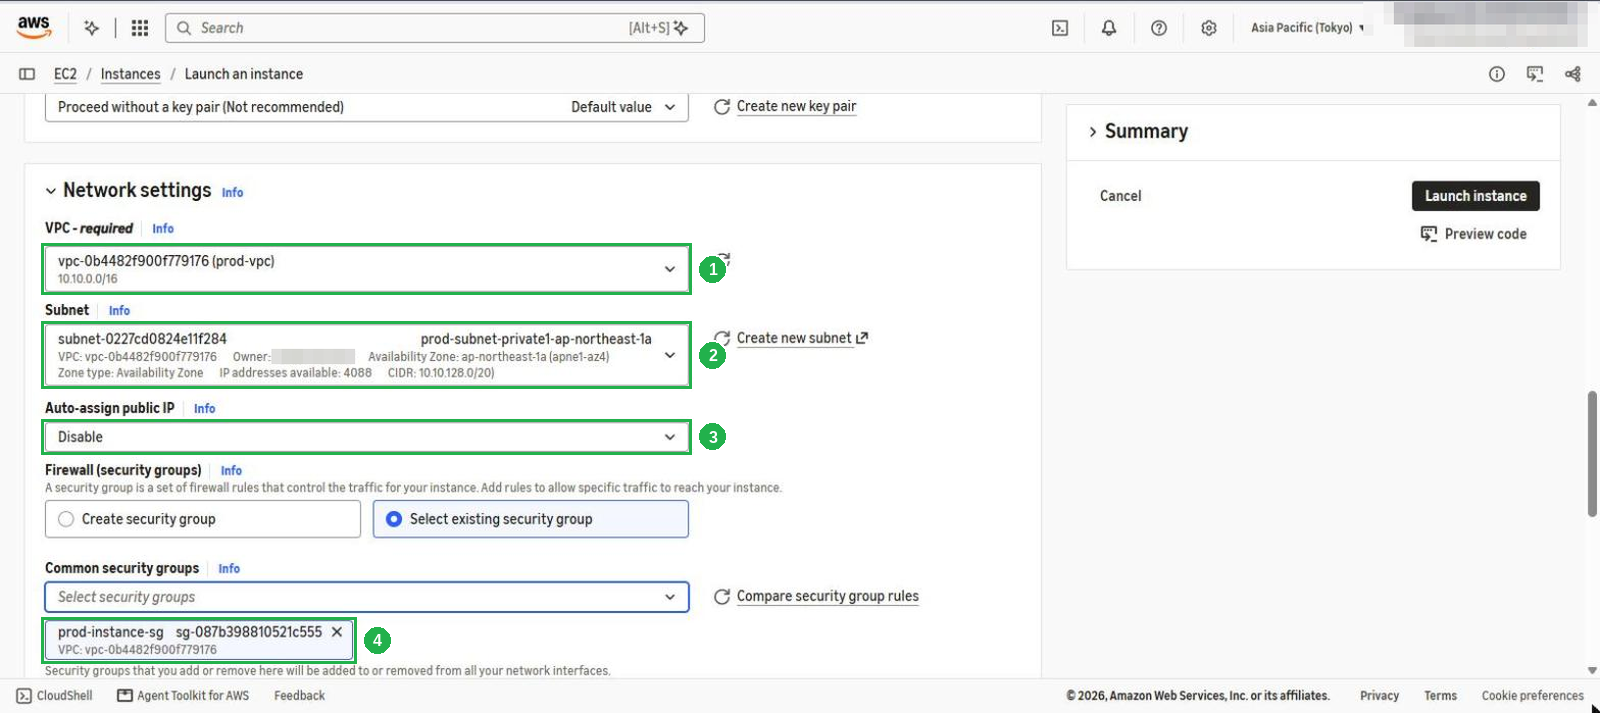 aws
Search [Alt+S]
Asia Pacific (Tokyo)
EC2 / Instances / Launch an instance
Proceed without a key pair (Not recommended) Default value
Create new key pair
Summary
Cancel
Launch instance
Preview code
Network settings Info
VPC - required Info
vpc-0b4482f900f779176 (prod-vpc)
10.10.0.0/16
1
Subnet Info
subnet-0227cd0824e11f284 prod-subnet-private1-ap-northeast-1a
VPC: vpc-0b4482f900f779176 Owner: Availability Zone: ap-northeast-1a (apne1-az4)
Zone type: Availability Zone IP addresses available: 4088 CIDR: 10.10.128.0/20)
2
Create new subnet
Auto-assign public IP Info
Disable
3
Firewall (security groups) Info
A security group is a set of firewall rules that control the traffic for your instance. Add rules to allow specific traffic to reach your instance.
Create security group
Select existing security group
Common security groups Info
Select security groups
Compare security group rules
prod-instance-sg sg-087b398810521c555
VPC: vpc-0b4482f900f779176
4
Security groups that you add or remove here will be added to or removed from all your network interfaces.
CloudShell Agent Toolkit for AWS Feedback
© 2026, Amazon Web Services, Inc. or its affiliates. Privacy Terms Cookie preferences